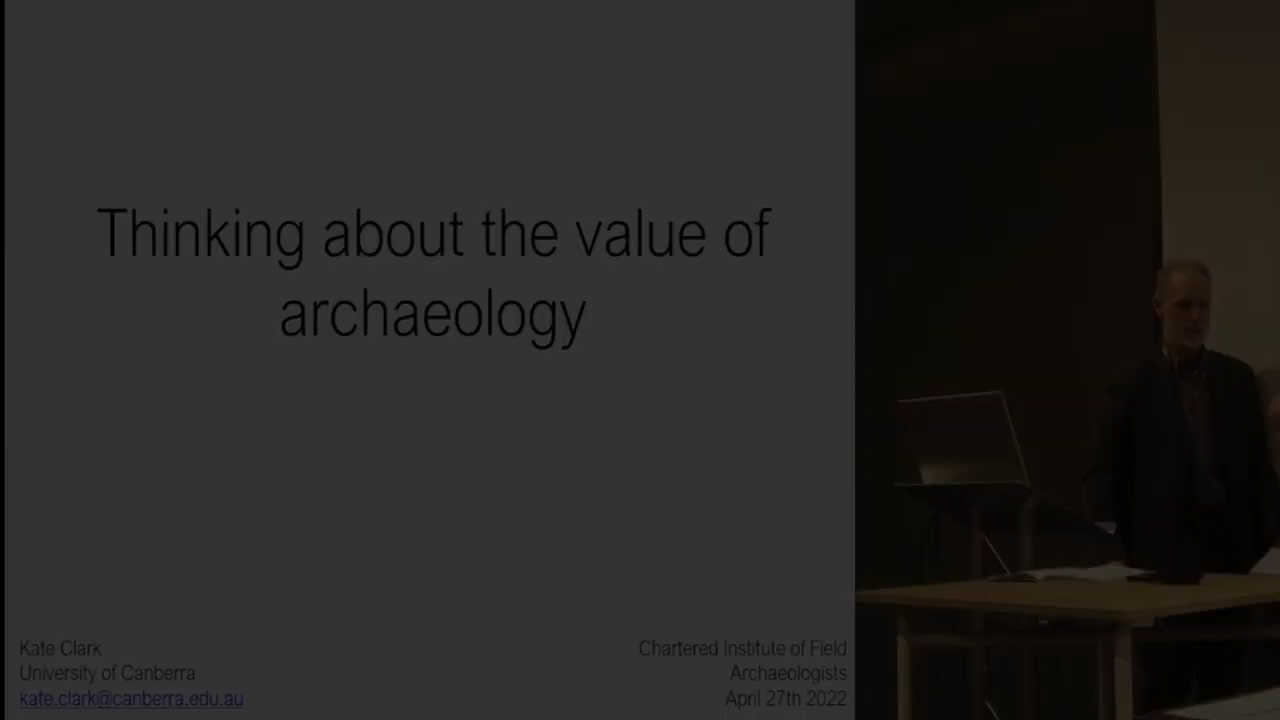 Thinking about the value of
archaeology
Kate Clark
University of Canberra
kate.clark@canberra.edu.au
Chartered Institute of Field
Archaeologists
April 27th 2022